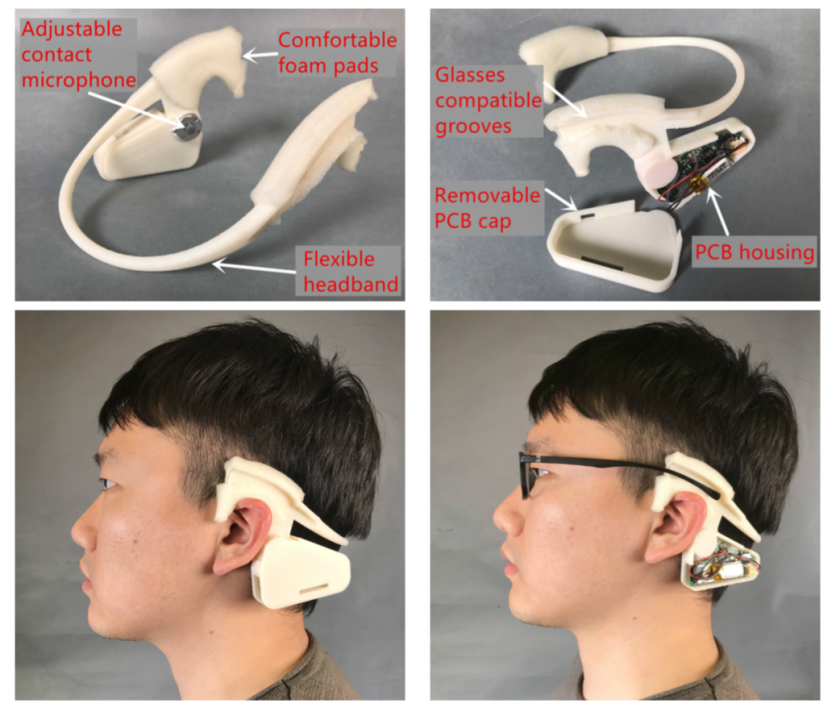 Adjustable
contact
microphone
Comfortable
foam pads
Flexible
headband
Glasses
compatible
grooves
Removable
PCB cap
PCB housing